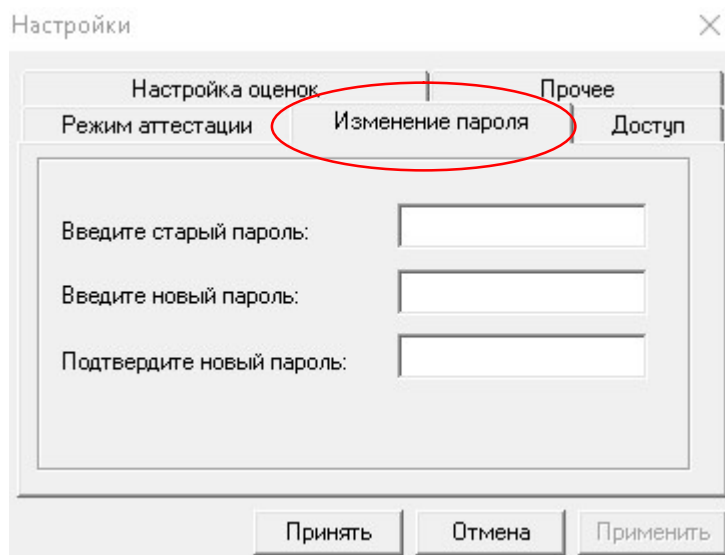 Настройки
Настройка оценок Прочее
Режим аттестации Изменение пароля Доступ
Введите старый пароль:
Введите новый пароль:
Подтвердите новый пароль:
Принять Отмена Применить